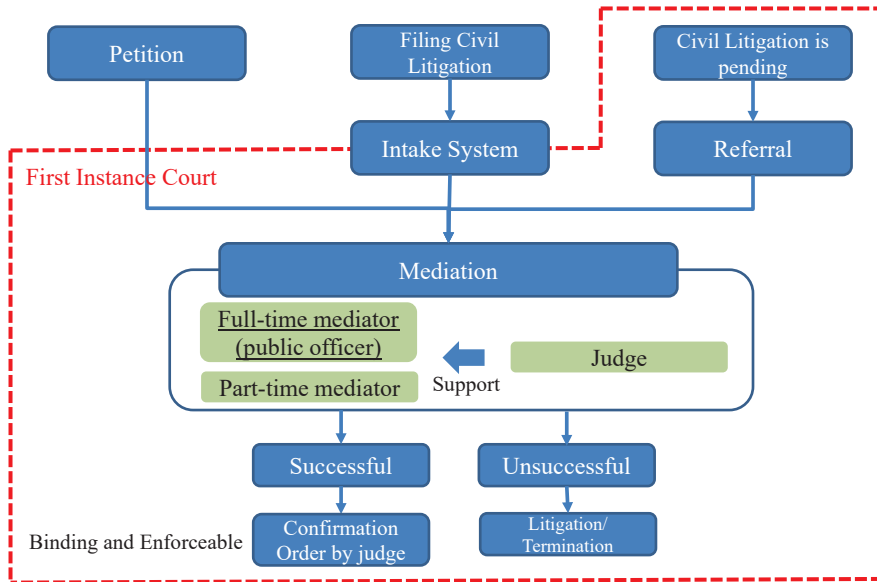 Petition
Filing Civil
Litigation
Civil Litigation is
pending
Intake System
Referral
First Instance Court
Mediation
Full-time mediator
(public officer)
Judge
Support
Part-time mediator
Successful
Unsuccessful
Binding and Enforceable
Confirmation
Order by judge
Litigation/
Termination